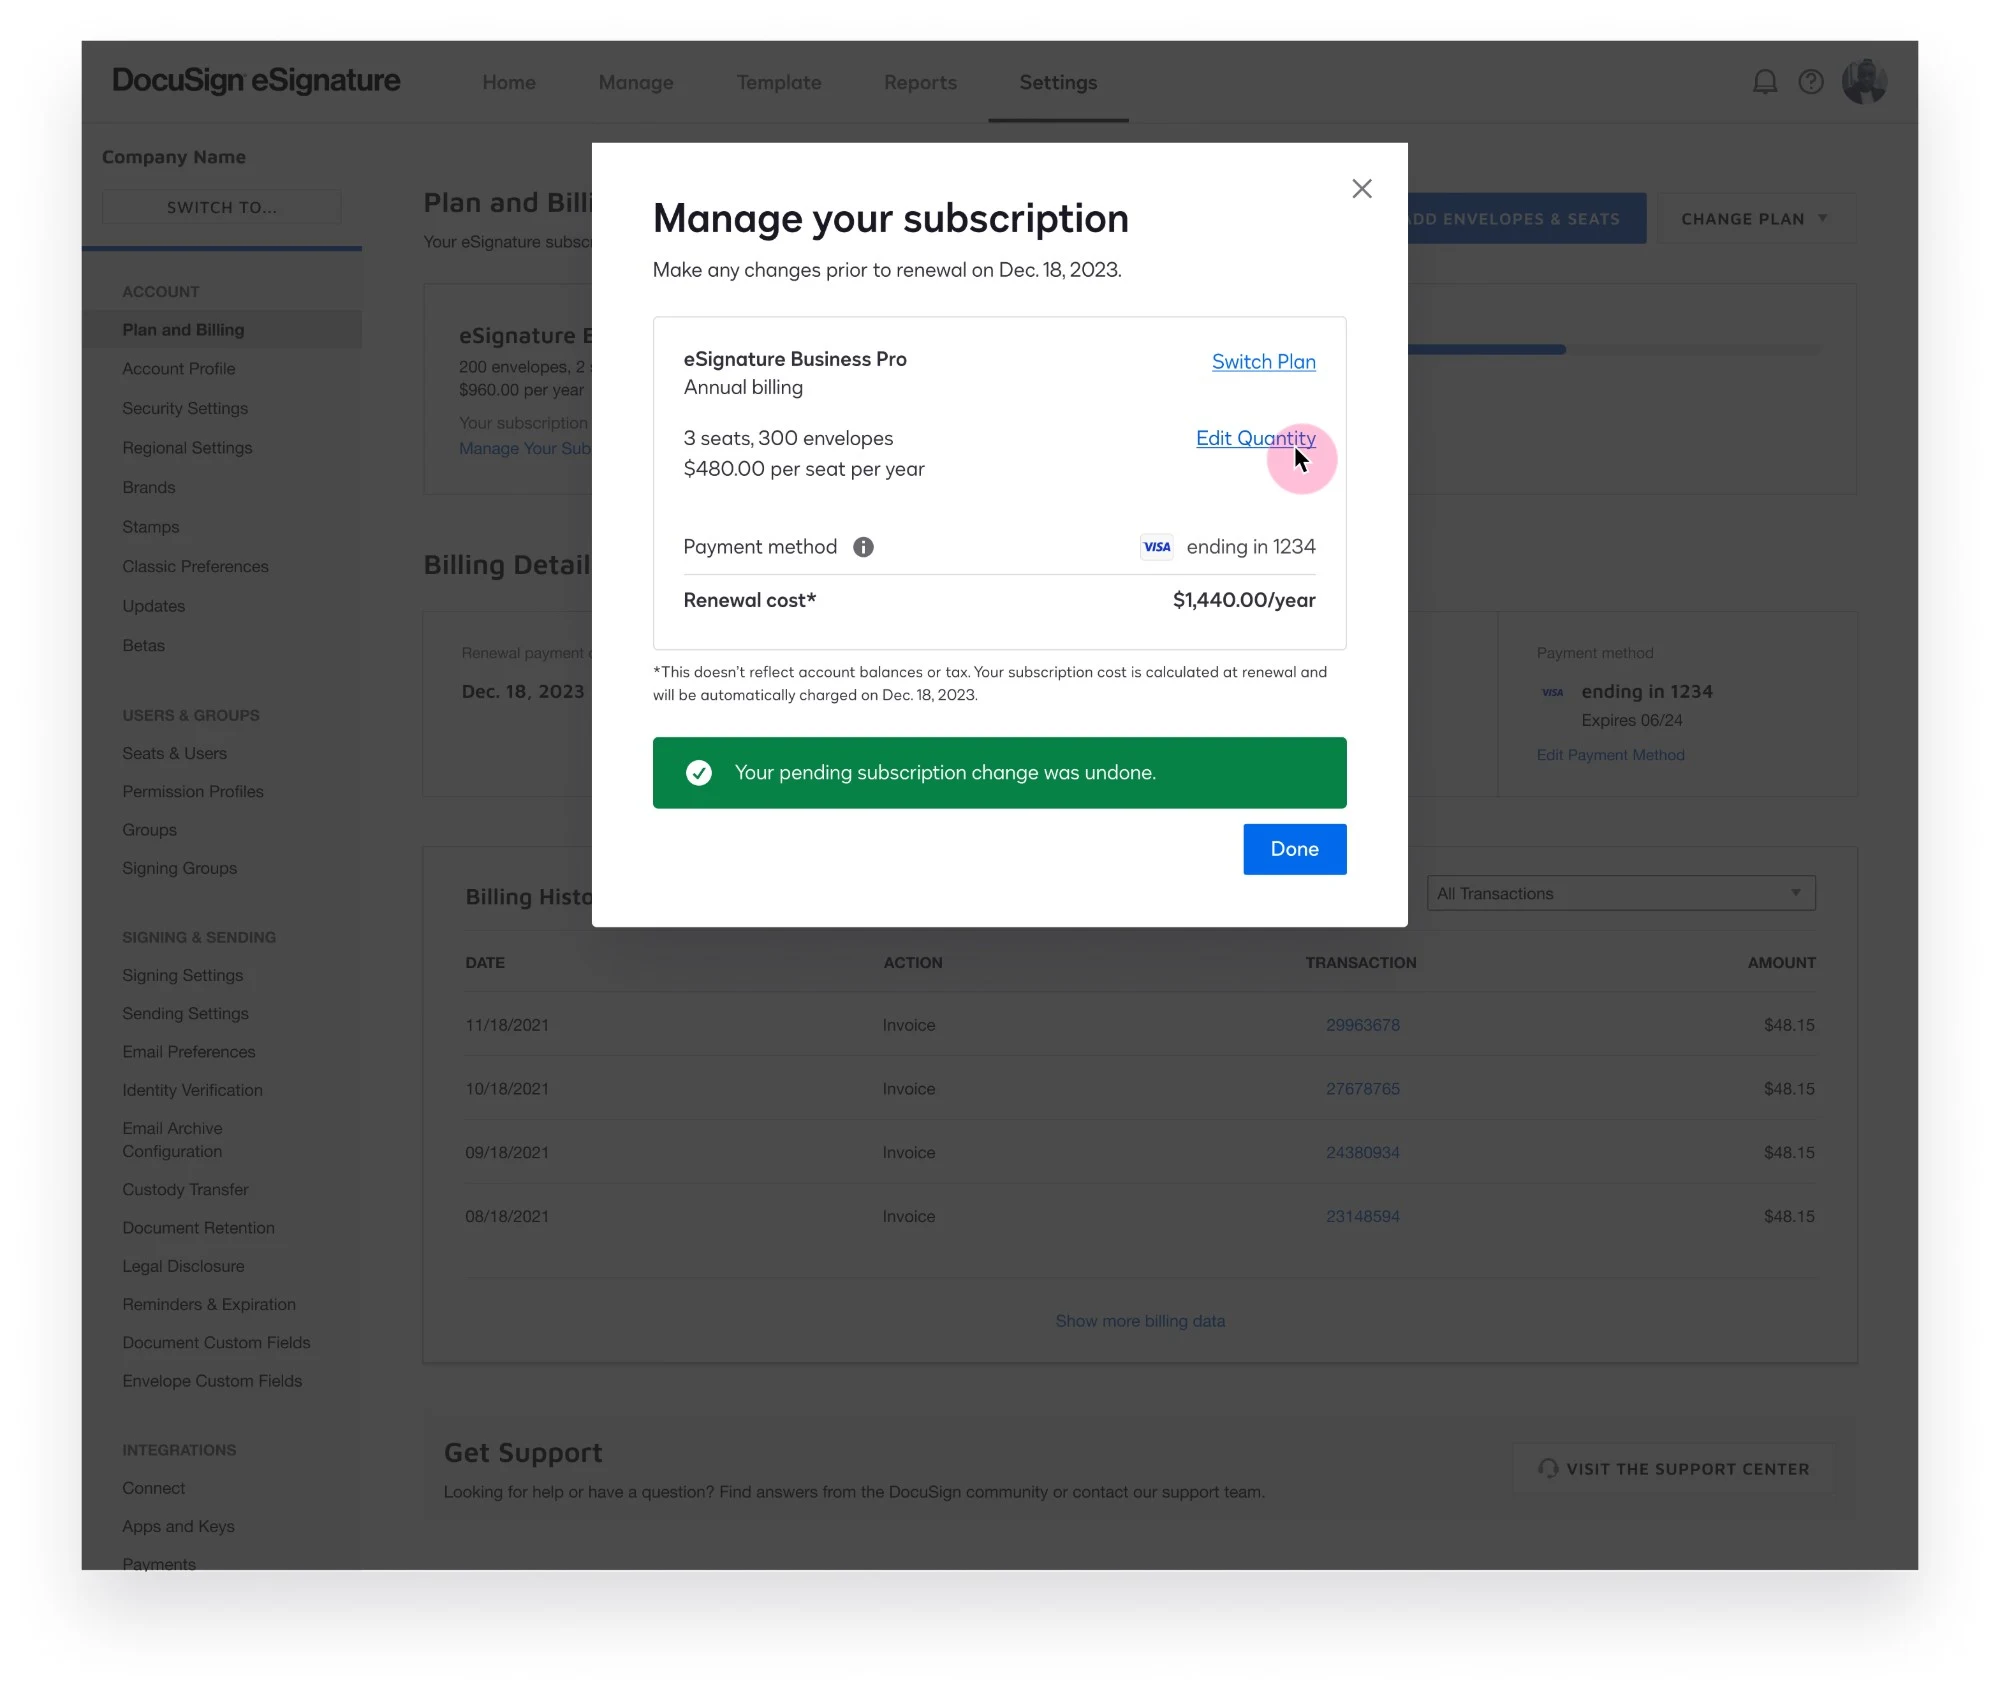 DocuSign eSignature
Home
Manage
Template
Reports
Settings
Company Name
SWITCH TO...
ACCOUNT
Plan and Billing
Account Profile
Security Settings
Regional Settings
Brands
Stamps
Classic Preferences
Updates
Betas
USERS & GROUPS
Seats & Users
Permission Profiles
Groups
Signing Groups
SIGNING & SENDING
Signing Settings
Sending Settings
Email Preferences
Identity Verification
Email Archive
Configuration
Custody Transfer
Document Retention
Legal Disclosure
Reminders & Expiration
Document Custom Fields
Envelope Custom Fields
INTEGRATIONS
Connect
Apps and Keys
Payments
Plan and Billi
Your eSignature subsc
ENVELOPES & SEATS
CHANGE PLAN
eSignature
200 envelopes, 2
$960.00 per year
Your subscription
Manage Your Sub
Manage your subscription
Make any changes prior to renewal on Dec. 18, 2023.
eSignature Business Pro
Switch Plan
Annual billing
3 seats, 300 envelopes
Edit Quantity
$480.00 per seat per year
Payment method
VISA ending in 1234
Renewal cost*
$1,440.00/year
*This doesn't reflect account balances or tax. Your subscription cost is calculated at renewal and
will be automatically charged on Dec. 18, 2023.
Your pending subscription change was undone.
Done
Billing Detail
Renewal payment
Dec. 18, 2023
Payment method
VISA ending in 1234
Expires 06/24
Edit Payment Method
Billing Histo
All Transactions
DATE ACTION TRANSACTION AMOUNT
11/18/2021 Invoice 29963678 $48.15
10/18/2021 Invoice 27678765 $48.15
09/18/2021 Invoice 24380934 $48.15
08/18/2021 Invoice 23148594 $48.15
Show more billing data
Get Support
Looking for help or have a question? Find answers from the DocuSign community or contact our support team.
VISIT THE SUPPORT CENTER